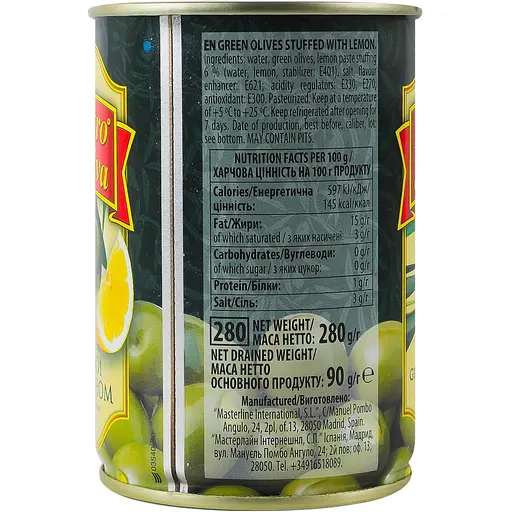 EN GREEN OLIVES STUFFED WITH LEMON.
Ingredients: water, green olives, lemon paste stuffing
6 % (water, lemon, stabilizer: E401), salt, flavour
enhancer: E621; acidity regulators: E330, E270,
antioxidant: E300. Pasteurized. Keep at a temperature
of +5°C to +25°C. Keep refrigerated after opening for
7 days. Date of production, best before, caliber, lot:
see bottom. MAY CONTAIN PITS.
NUTRITION FACTS PER 100 g/
ХАРЧОВА ЦІННІСТЬ НА 100 г ПРОДУКТУ
Calories/Енергетична 597 kJ/кДж/
цінність: 145 kcal/ккал
Fat/Жири: 15 g/г
of which saturated / з яких насичені 3 g/г
Carbohydrates/Вуглеводи: 0 g/г
of which sugar / з яких цукор: 0 g/г
Protein/Білки: 1 g/г
Salt/Сіль: 3 g/г
280 NET WEIGHT/
МАСА НЕТТО: 280 g/г
NET DRAINED WEIGHT/
МАСА НЕТТО
ОСНОВНОГО ПРОДУКТУ: 90 g/г e
Manufactured/Виготовлено:
"Masterline International, S.L.", C/Manuel Pombo
Angulo, 24, 2pl, of.13, 28050 Madrid, Spain.
"Мастерлайн Інтернешнл, С.Л." Іспанія, Мадрид,
вул. Мануель Помбо Ангуло, 24; 2й пов; оф. 13,
28050. Tel. +34916518089.